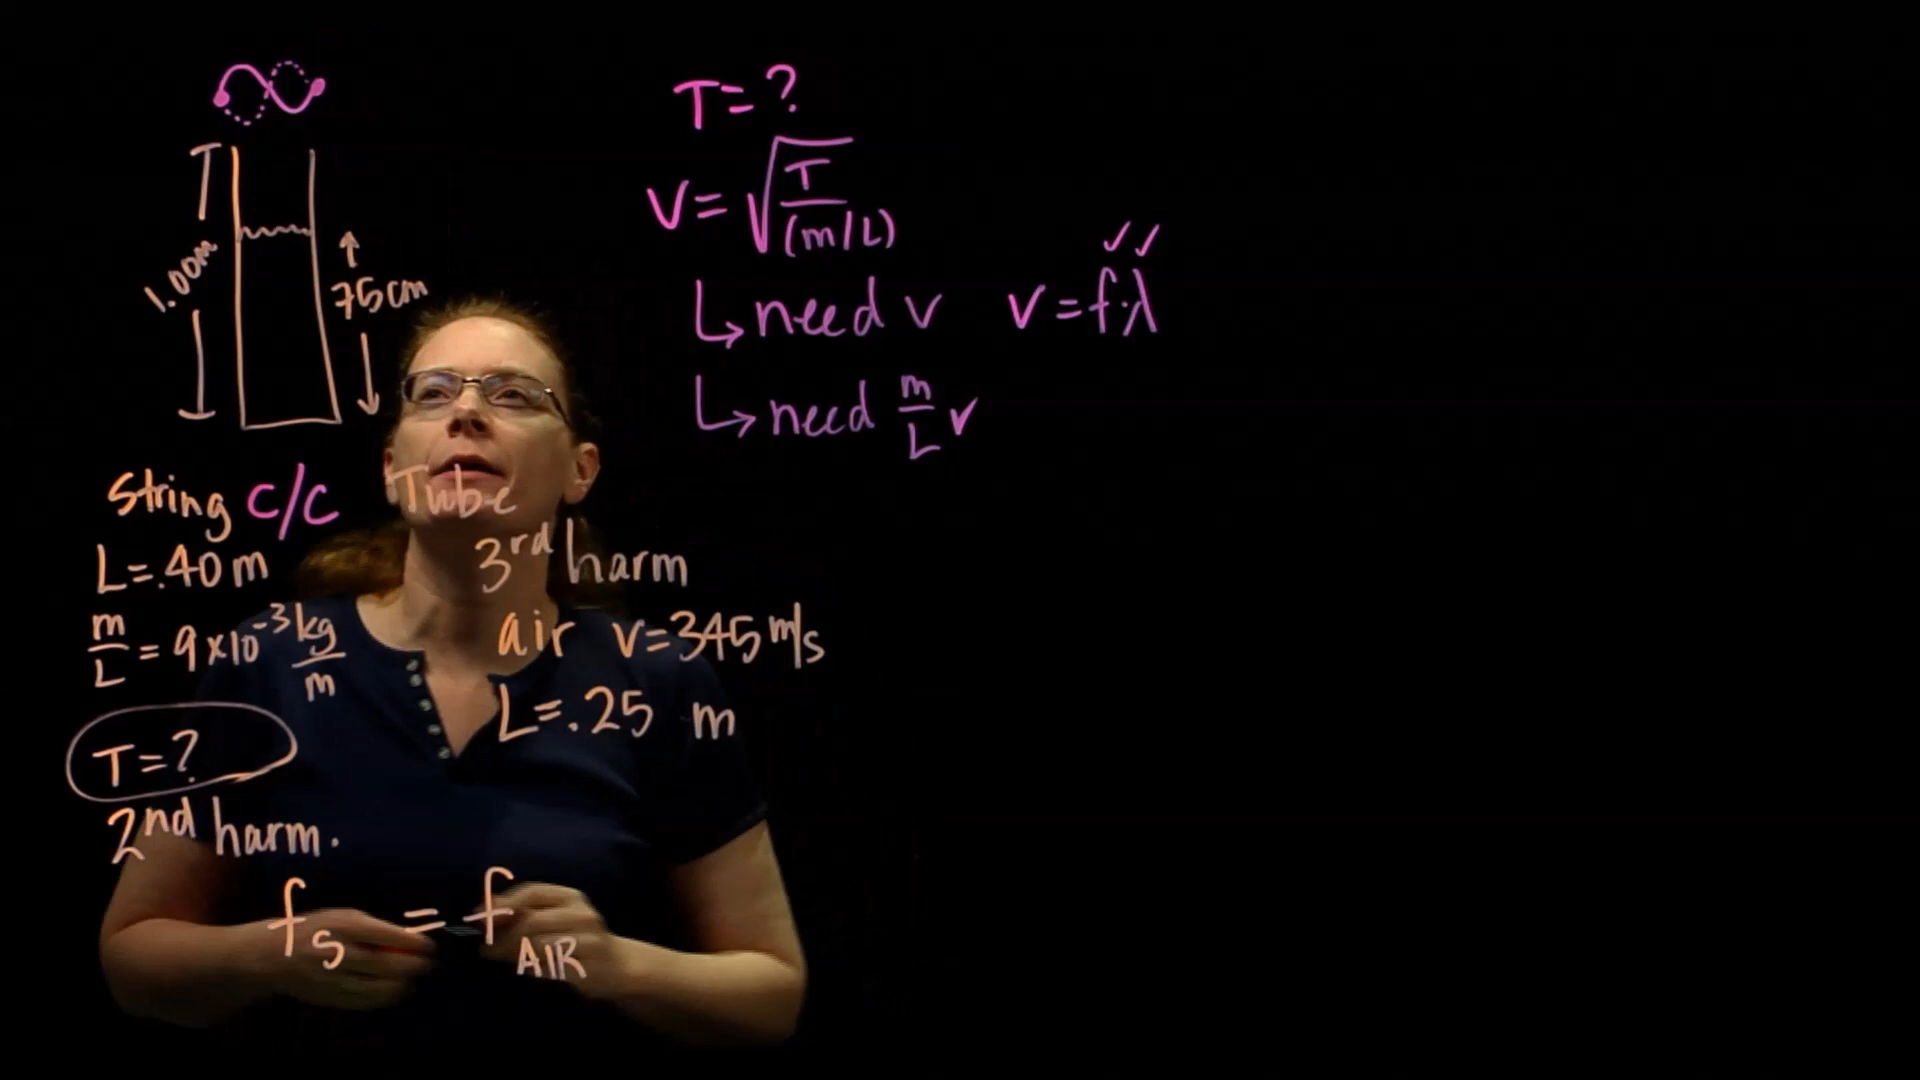 T=?
V=√T/(m/L)
1.00m
75cm
↳need v v=f·λ ✓✓
↳need m/L ✓
String C/C
L=.40m
m/L = 9x10⁻³ kg/m
T=?
2nd harm.
Tube
3rd harm
air v=345 m/s
L=.25 m
fs = fAIR